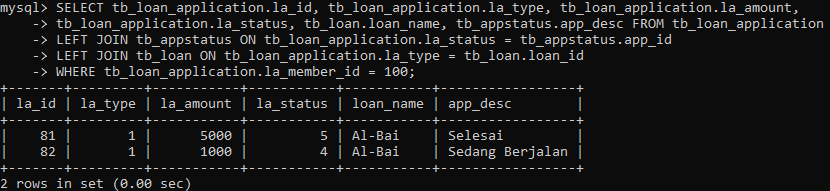 mysql> SELECT tb_loan_application.la_id, tb_loan_application.la_type, tb_loan_application.la_amount,
    -> tb_loan_application.la_status, tb_loan.loan_name, tb_appstatus.app_desc FROM tb_loan_application
    -> LEFT JOIN tb_appstatus ON tb_loan_application.la_status = tb_appstatus.app_id
    -> LEFT JOIN tb_loan ON tb_loan_application.la_type = tb_loan.loan_id
    -> WHERE tb_loan_application.la_member_id = 100;
+-------+---------+-----------+-----------+-----------+-----------------+
| la_id | la_type | la_amount | la_status | loan_name | app_desc        |
+-------+---------+-----------+-----------+-----------+-----------------+
|    81 |       1 |      5000 |         5 | Al-Bai    | Selesai         |
|    82 |       1 |      1000 |         4 | Al-Bai    | Sedang Berjalan |
+-------+---------+-----------+-----------+-----------+-----------------+
2 rows in set (0.00 sec)